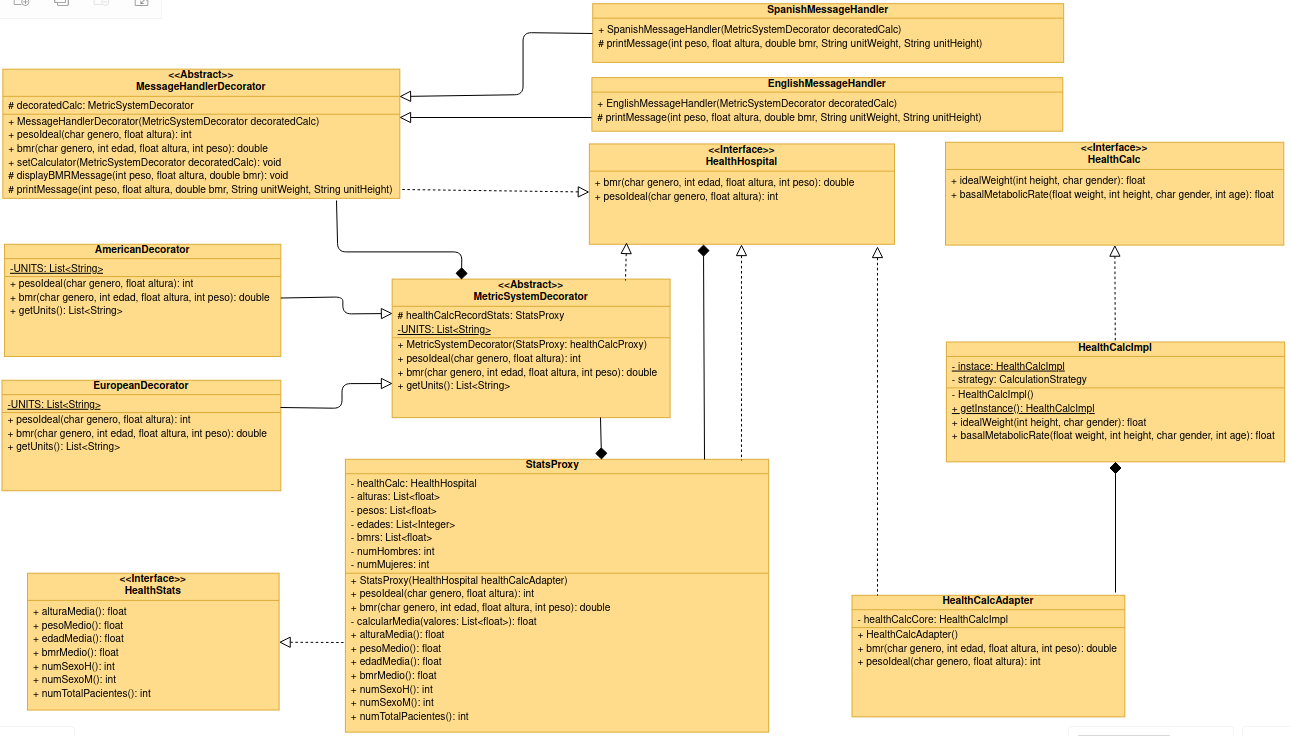 SpanishMessageHandler
+ SpanishMessageHandler(MetricSystemDecorator decoratedCalc)
# printMessage(int peso, float altura, double bmr, String unitWeight, String unitHeight)
<<Abstract>>
MessageHandlerDecorator
# decoratedCalc: MetricSystemDecorator
+ MessageHandlerDecorator(MetricSystemDecorator decoratedCalc)
+ pesoIdeal(char genero, float altura): int
+ bmr(char genero, int edad, float altura, int peso): double
+ setCalculator(MetricSystemDecorator decoratedCalc): void
# displayBMRMessage(int peso, float altura, double bmr): void
# printMessage(int peso, float altura, double bmr, String unitWeight, String unitHeight)
EnglishMessageHandler
+ EnglishMessageHandler(MetricSystemDecorator decoratedCalc)
# printMessage(int peso, float altura, double bmr, String unitWeight, String unitHeight)
<<Interface>>
HealthHospital
+ bmr(char genero, int edad, float altura, int peso): double
+ pesoIdeal(char genero, float altura): int
<<Interface>>
HealthCalc
+ idealWeight(int height, char gender): float
+ basalMetabolicRate(float weight, int height, char gender, int age): float
AmericanDecorator
-UNITS: List<String>
+ pesoIdeal(char genero, float altura): int
+ bmr(char genero, int edad, float altura, int peso): double
+ getUnits(): List<String>
<<Abstract>>
MetricSystemDecorator
# healthCalcRecordStats: StatsProxy
-UNITS: List<String>
+ MetricSystemDecorator(StatsProxy: healthCalcProxy)
+ pesoIdeal(char genero, float altura): int
+ bmr(char genero, int edad, float altura, int peso): double
+ getUnits(): List<String>
EuropeanDecorator
-UNITS: List<String>
+ pesoIdeal(char genero, float altura): int
+ bmr(char genero, int edad, float altura, int peso): double
+ getUnits(): List<String>
HealthCalcImpl
- instace: HealthCalcImpl
- strategy: CalculationStrategy
- HealthCalcImpl()
+ getInstance(): HealthCalcImpl
+ idealWeight(int height, char gender): float
+ basalMetabolicRate(float weight, int height, char gender, int age): float
StatsProxy
- healthCalc: HealthHospital
- alturas: List<float>
- pesos: List<float>
- edades: List<Integer>
- bmrs: List<float>
- numHombres: int
- numMujeres: int
+ StatsProxy(HealthHospital healthCalcAdapter)
+ pesoIdeal(char genero, float altura): int
+ bmr(char genero, int edad, float altura, int peso): double
- calcularMedia(valores: List<float>): float
+ alturaMedia(): float
+ pesoMedio(): float
+ edadMedia(): float
+ bmrMedio(): float
+ numSexoH(): int
+ numSexoM(): int
+ numTotalPacientes(): int
<<Interface>>
HealthStats
+ alturaMedia(): float
+ pesoMedio(): float
+ edadMedia(): float
+ bmrMedio(): float
+ numSexoH(): int
+ numSexoM(): int
+ numTotalPacientes(): int
HealthCalcAdapter
- healthCalcCore: HealthCalcImpl
+ HealthCalcAdapter()
+ bmr(char genero, int edad, float altura, int peso): double
+ pesoIdeal(char genero, float altura): int